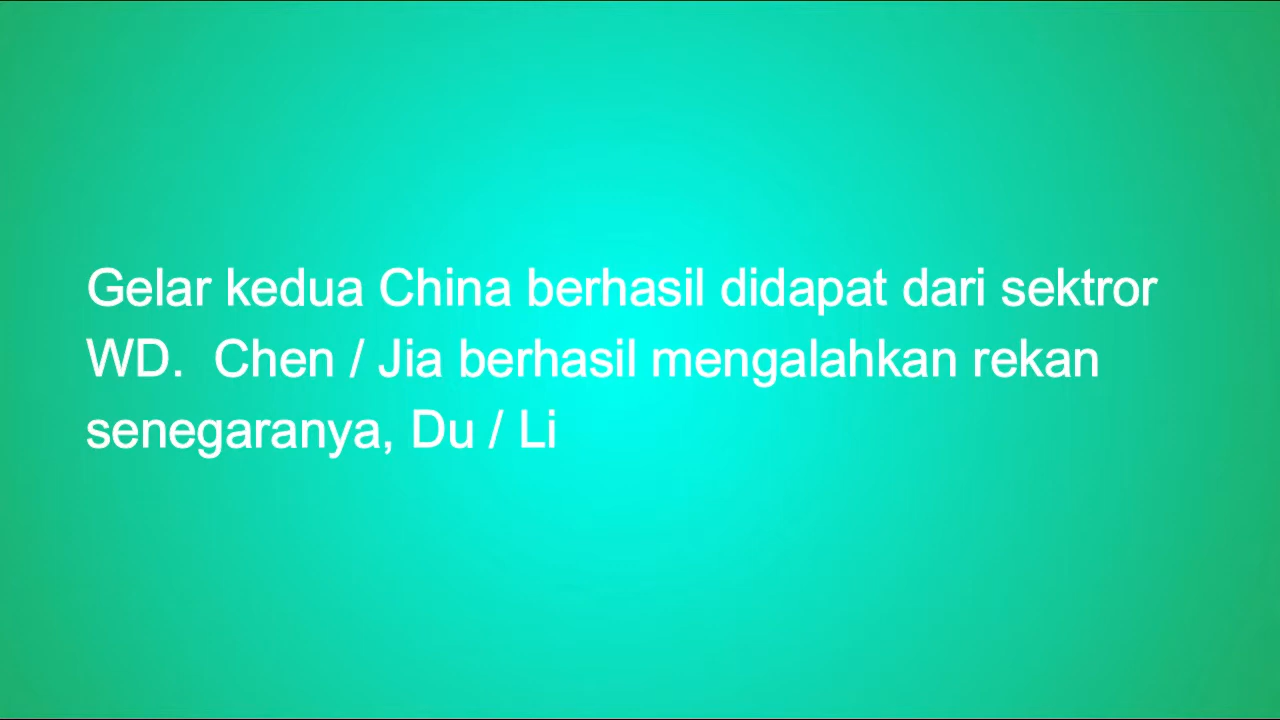 Gelar kedua China berhasil didapat dari sektror
WD.  Chen / Jia berhasil mengalahkan rekan
senegaranya, Du / Li